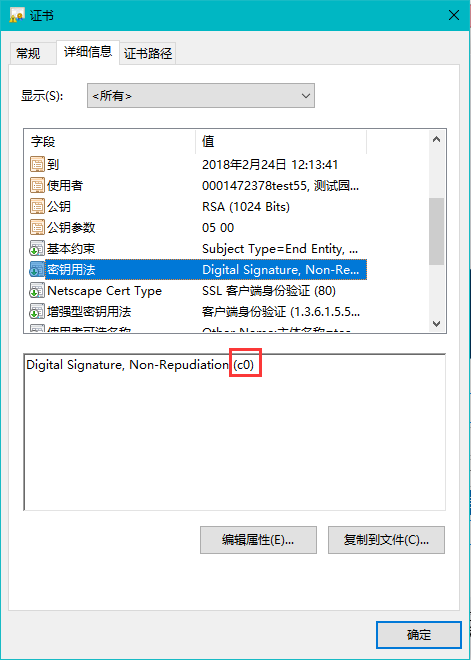 证书
常规
详细信息
证书路径
显示(S): <所有>
字段 值
到 2018年2月24日 12:13:41
使用者 0001472378test55, 测试园...
公钥 RSA (1024 Bits)
公钥参数 05 00
基本约束 Subject Type=End Entity, ...
密钥用法 Digital Signature, Non-Re...
Netscape Cert Type SSL 客户端身份验证 (80)
增强型密钥用法 客户端身份验证 (1.3.6.1.5.5...
Digital Signature, Non-Repudiation (c0)
编辑属性(E)...
复制到文件(C)...
确定